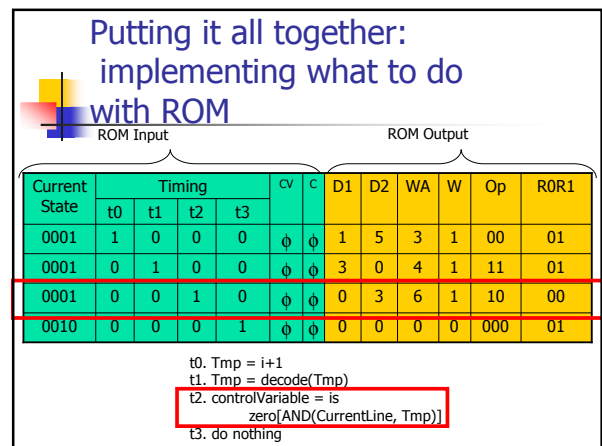 Putting it all together:
implementing what to do
with ROM
ROM Input ROM Output
Current State Timing CV C D1 D2 WA W Op R0R1
t0 t1 t2 t3
0001 1 0 0 0 ϕ ϕ 1 5 3 1 00 01
0001 0 1 0 0 ϕ ϕ 3 0 4 1 11 01
0001 0 0 1 0 ϕ ϕ 0 3 6 1 10 00
0010 0 0 0 1 ϕ ϕ 0 0 0 0 000 01
t0. Tmp = i+1
t1. Tmp = decode(Tmp)
t2. controlVariable = is
zero[AND(CurrentLine, Tmp)]
t3. do nothing